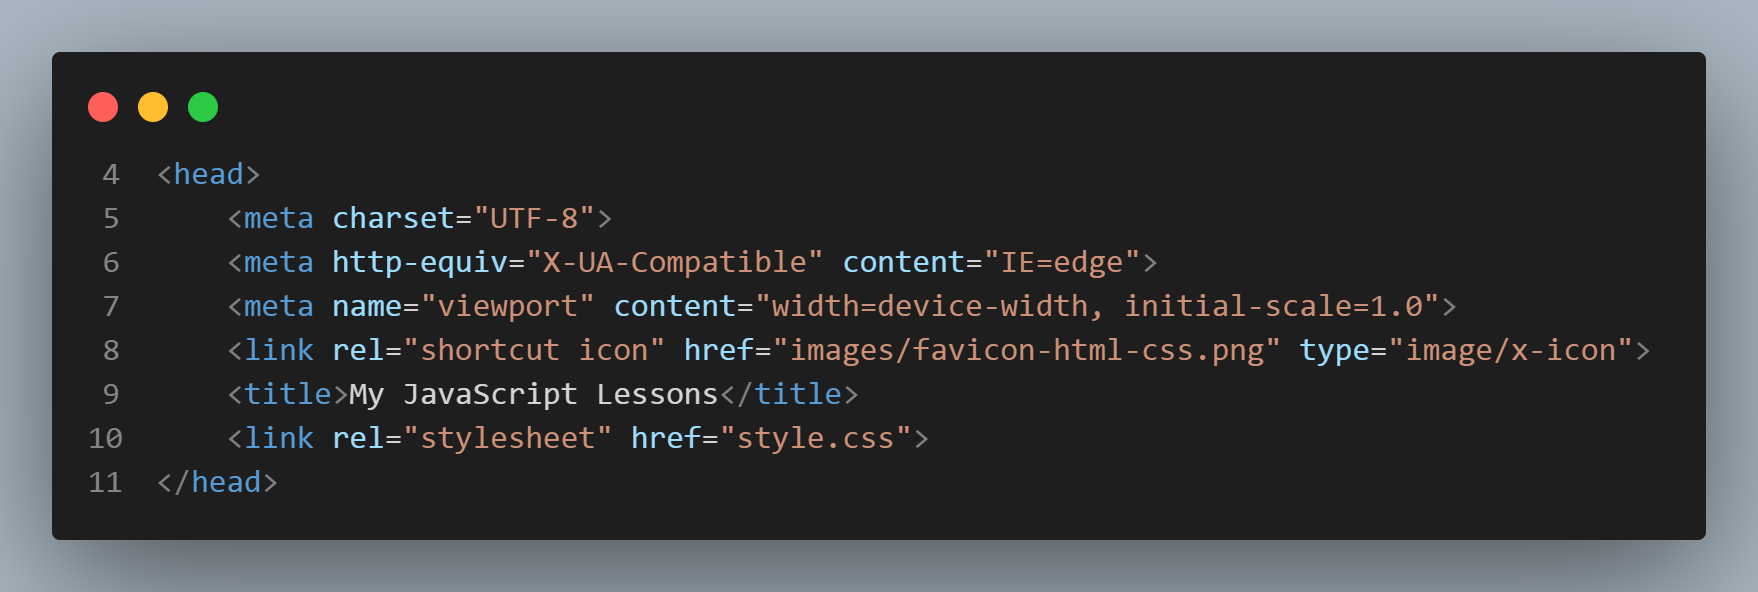 4 <head>
5     <meta charset="UTF-8">
6     <meta http-equiv="X-UA-Compatible" content="IE=edge">
7     <meta name="viewport" content="width=device-width, initial-scale=1.0">
8     <link rel="shortcut icon" href="images/favicon-html-css.png" type="image/x-icon">
9     <title>My JavaScript Lessons</title>
10     <link rel="stylesheet" href="style.css">
11 </head>